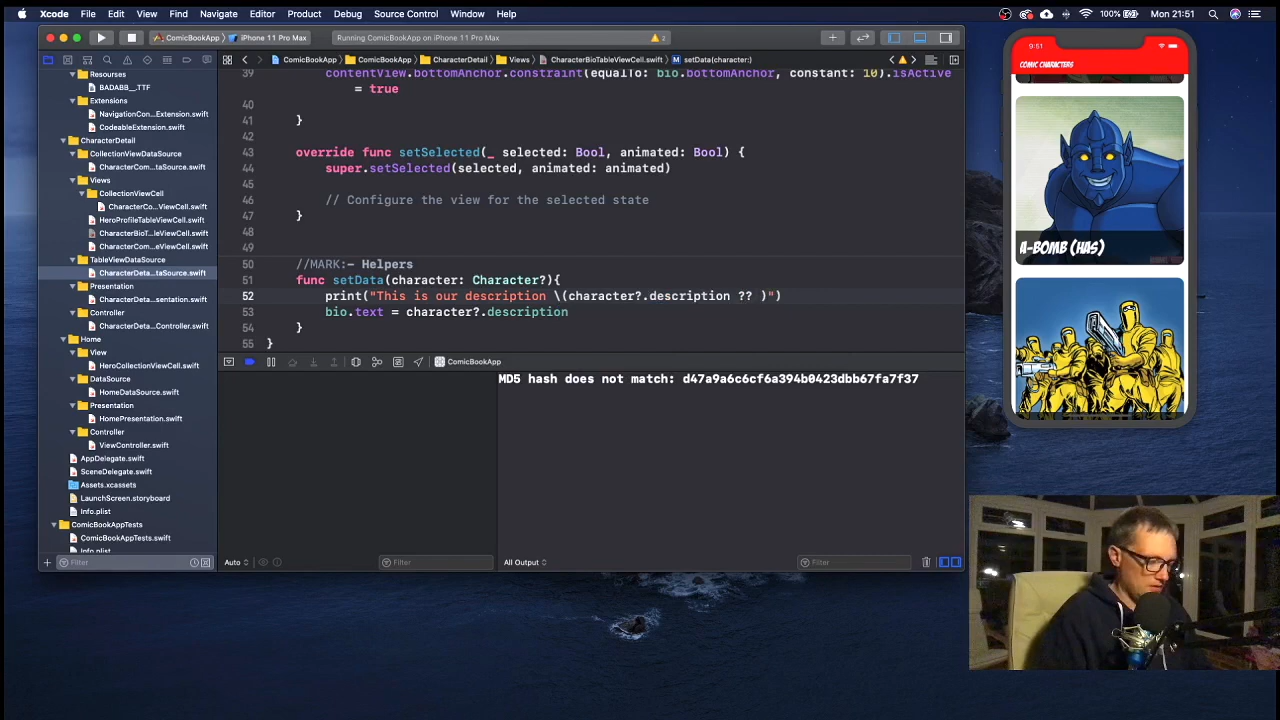 Xcode File Edit View Find Navigate Editor Product Debug Source Control Window Help
100% Mon 21:51
ComicBookApp iPhone 11 Pro Max Running ComicBookApp on iPhone 11 Pro Max 2
ComicBookApp ComicBookApp CharacterDetail Views CharacterBioTableViewCell.swift setData(character:)
Resourses
BADABB__.TTF
Extensions
NavigationCon...Extension.swift
CodeableExtension.swift
CharacterDetail
CollectionViewDataSource
CharacterCom...taSource.swift
Views
CollectionViewCell
CharacterCo...ViewCell.swift
HeroProfileTableViewCell.swift
CharacterBioT...leViewCell.swift
CharacterCom...eViewCell.swift
TableViewDataSource
CharacterDeta...taSource.swift
Presentation
CharacterDeta...sentation.swift
Controller
CharacterDeta...Controller.swift
Home
View
HeroCollectionViewCell.swift
DataSource
HomeDataSource.swift
Presentation
HomePresentation.swift
Controller
ViewController.swift
AppDelegate.swift
SceneDelegate.swift
Assets.xcassets
LaunchScreen.storyboard
Info.plist
ComicBookAppTests
ComicBookAppTests.swift
Info.plist
Filter
39 contentView.bottomAnchor.constraint(equalTo: bio.bottomAnchor, constant: 10).isActive
= true
40
41 }
42
43 override func setSelected(_ selected: Bool, animated: Bool) {
44 super.setSelected(selected, animated: animated)
45
46 // Configure the view for the selected state
47 }
48
49
50 //MARK:- Helpers
51 func setData(character: Character?){
52 print("This is our description \(character?.description ?? )")
53 bio.text = character?.description
54 }
55 }
ComicBookApp
MD5 hash does not match: d47a9a6c6cf6a394b0423dbb67fa7f37
Auto Filter All Output Filter
9:51
COMIC CHARACTERS
A-BOMB (HAS)